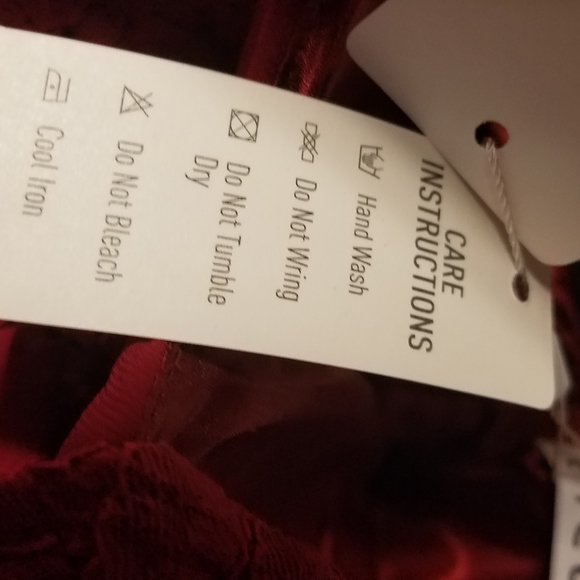 CARE
INSTRUCTIONS
Hand Wash
Do Not Wring
Do Not Tumble
Dry
Do Not Bleach
Cool Iron